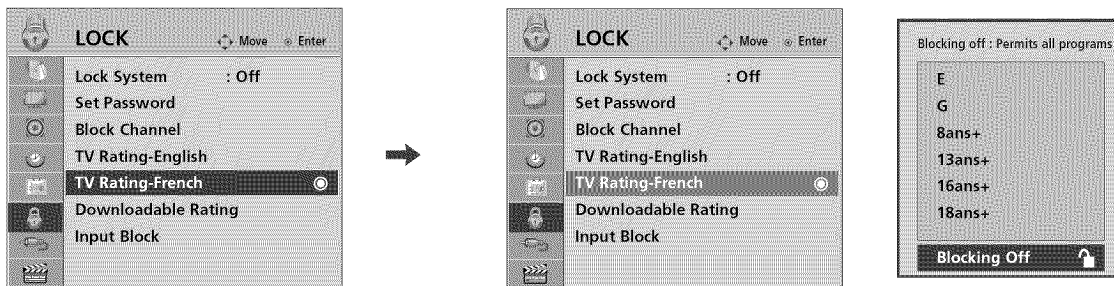 LOCK Move Enter
Lock System : Off
Set Password
Block Channel
TV Rating-English
TV Rating-French
Downloadable Rating
Input Block
LOCK Move Enter
Lock System : Off
Set Password
Block Channel
TV Rating-English
TV Rating-French
Downloadable Rating
Input Block
Blocking off : Permits all programs
E
G
8ans+
13ans+
16ans+
18ans+
Blocking Off